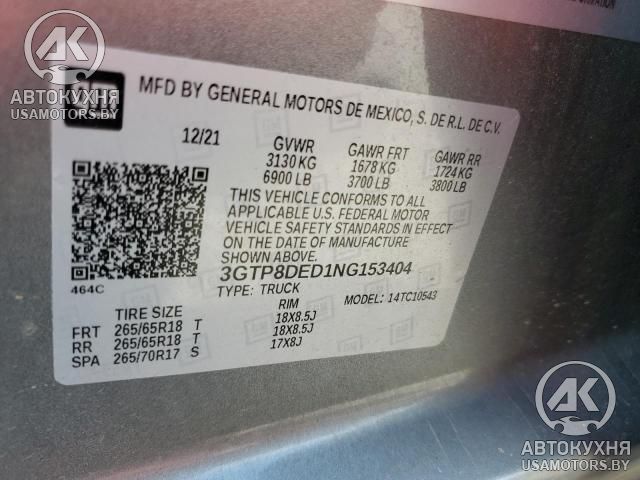 FORMATION
АК
АВТОКУХНЯ
USAMOTORS.BY
GM
MFD BY GENERAL MOTORS DE MEXICO, S. DE R.L. DE C.V.
12/21 GVWR GAWR FRT GAWR RR
3130 KG 1678 KG 1724 KG
6900 LB 3700 LB 3800 LB
THIS VEHICLE CONFORMS TO ALL
APPLICABLE U.S. FEDERAL MOTOR
VEHICLE SAFETY STANDARDS IN
EFFECT ON THE DATE OF MANUFACTURE
SHOWN ABOVE.
3GTP8DED1NG153404
464C TYPE: TRUCK MODEL: 14TC10543
TIRE SIZE RIM
FRT 265/65R18 T 18X8.5J
RR 265/65R18 T 18X8.5J
SPA 265/70R17 S 17X8J
АК
АВТОКУХНЯ
USAMOTORS.BY